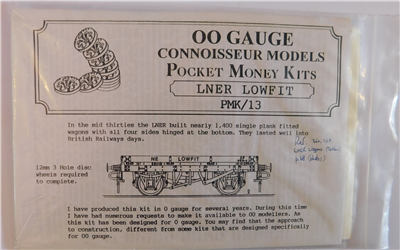 OO GAUGE
CONNOISSEUR MODELS
POCKET MONEY KITS
LNER LOWFIT
PMK/13
In the mid thirties the LNER built nearly 1,400 single plank fitted
wagons with all four sides hinged at the bottom. They lasted well into
British Railways days.
12mm 3 Hole disc
wheels required
to complete.
NE LOWFIT
I have produced this kit in O gauge for several years. During this time
I have had numerous requests to make it available to OO modellers. As
this kit has been designed for O gauge. You may find that the approach
to construction, different from some kits that are designed specifically
for OO gauge.